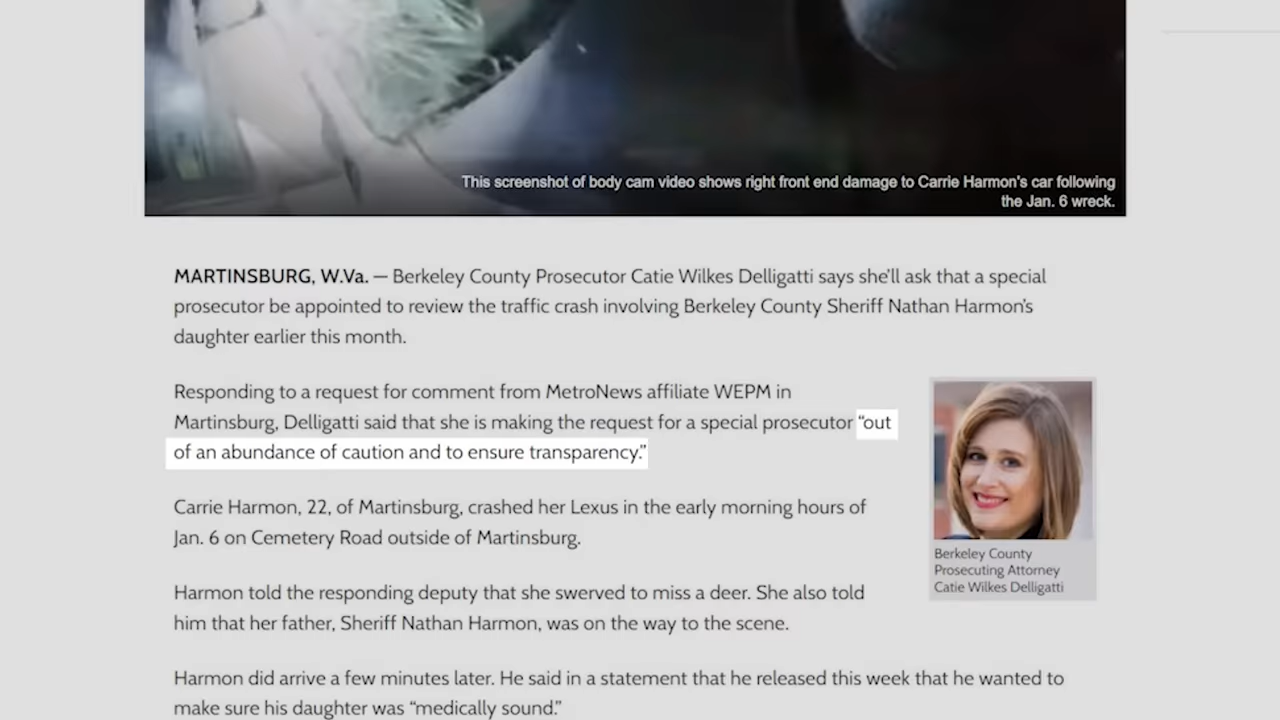 This screenshot of body cam video shows right front end damage to Carrie Harmon's car following
the Jan. 6 wreck.
MARTINSBURG, W.Va. — Berkeley County Prosecutor Catie Wilkes Delligatti says she'll ask that a special
prosecutor be appointed to review the traffic crash involving Berkeley County Sheriff Nathan Harmon's
daughter earlier this month.
Responding to a request for comment from MetroNews affiliate WEPM in
Martinsburg, Delligatti said that she is making the request for a special prosecutor “out
of an abundance of caution and to ensure transparency.”
Carrie Harmon, 22, of Martinsburg, crashed her Lexus in the early morning hours of
Jan. 6 on Cemetery Road outside of Martinsburg.
Harmon told the responding deputy that she swerved to miss a deer. She also told
him that her father, Sheriff Nathan Harmon, was on the way to the scene.
Berkeley County
Prosecuting Attorney
Catie Wilkes Delligatti
Harmon did arrive a few minutes later. He said in a statement that he released this week that he wanted to
make sure his daughter was “medically sound.”